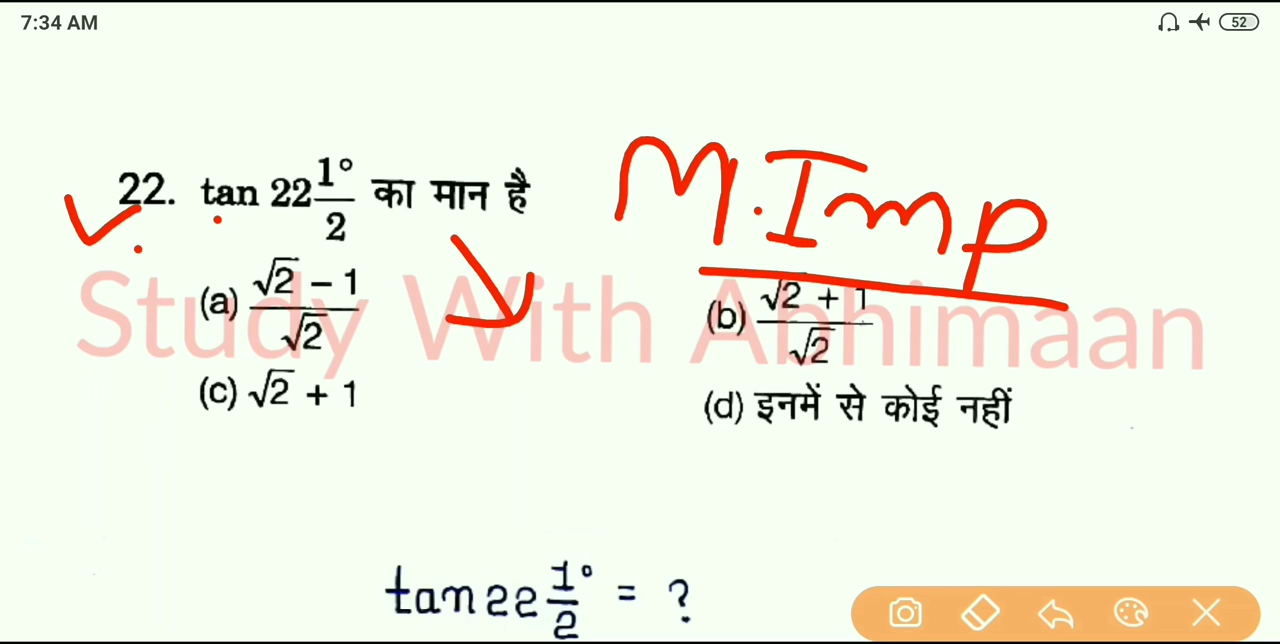 7:34 AM
52
22. tan 22 1°/2 का मान है
M. Imp
(a) √2 – 1/√2
(b) √2 + 1/√2
Study With Abhimaan
(c) √2 + 1
(d) इनमें से कोई नहीं
tan 22 1°/2 = ?